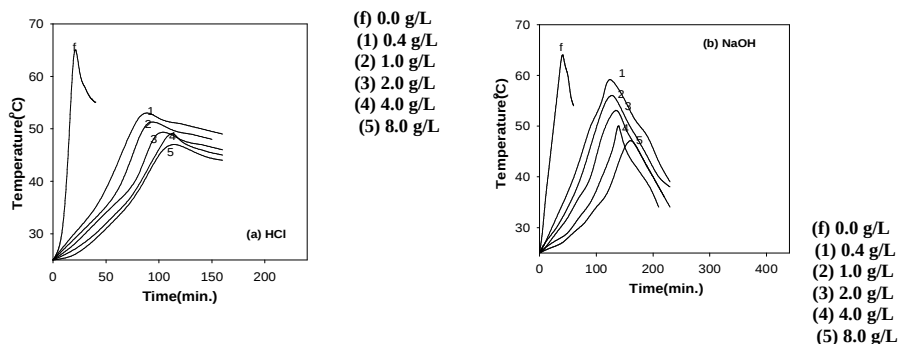 70
60
50
40
30
0
100
200
Temperature(ºC)
Time(min.)
f
1
2
3
4
5
(a) HCl
(f) 0.0 g/L
(1) 0.4 g/L
(2) 1.0 g/L
(3) 2.0 g/L
(4) 4.0 g/L
(5) 8.0 g/L
70
60
50
40
30
0
100
200
300
400
Temperature(ºC)
Time(min.)
f
1
2
3
4
5
(b) NaOH
(f) 0.0 g/L
(1) 0.4 g/L
(2) 1.0 g/L
(3) 2.0 g/L
(4) 4.0 g/L
(5) 8.0 g/L